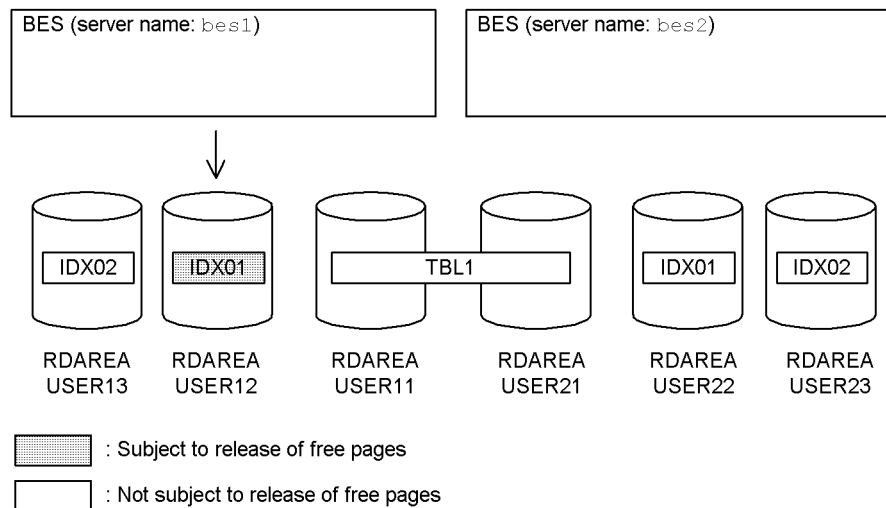 BES (server name: bes1)
BES (server name: bes2)
IDX02
IDX01
TBL1
IDX01
IDX02
RDAREA
USER13
RDAREA
USER12
RDAREA
USER11
RDAREA
USER21
RDAREA
USER22
RDAREA
USER23
: Subject to release of free pages
: Not subject to release of free pages